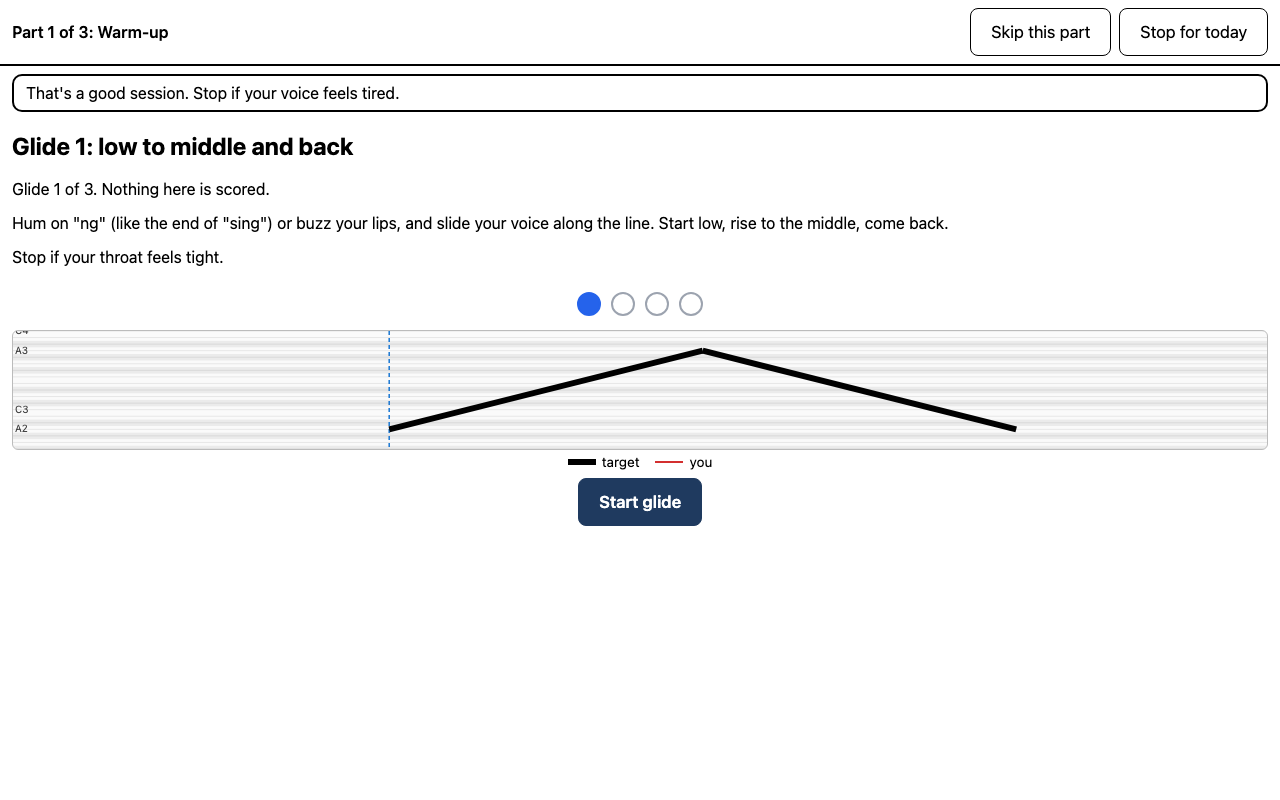 Part 1 of 3: Warm-up
Skip this part
Stop for today
That's a good session. Stop if your voice feels tired.
Glide 1: low to middle and back
Glide 1 of 3. Nothing here is scored.
Hum on "ng" (like the end of "sing") or buzz your lips, and slide your voice along the line. Start low, rise to the middle, come back.
Stop if your throat feels tight.
A3
C3
A2
target
you
Start glide